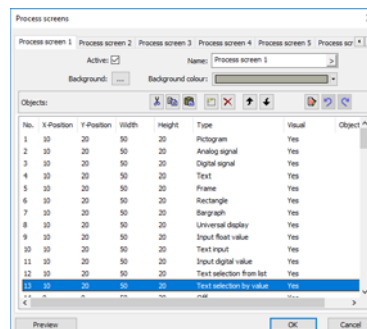 Process screens
Process screen 1 Process screen 2 Process screen 3 Process screen 4 Process screen 5 Process scr
Active: Name: Process screen 1 >
Background: ... Background colour:
Objects:
No. X-Position Y-Position Width Height Type Visual Object
1 10 20 50 20 Pictogram Yes
2 10 20 50 20 Analog signal Yes
3 10 20 50 20 Digital signal Yes
4 10 20 50 20 Text Yes
5 10 20 50 20 Frame Yes
6 10 20 50 20 Rectangle Yes
7 10 20 50 20 Bargraph Yes
8 10 20 50 20 Universal display Yes
9 10 20 50 20 Input float value Yes
10 10 20 50 20 Text input Yes
11 10 20 50 20 Input digital value Yes
12 10 20 50 20 Text selection from list Yes
13 10 20 50 20 Text selection by value Yes
Preview OK Cancel